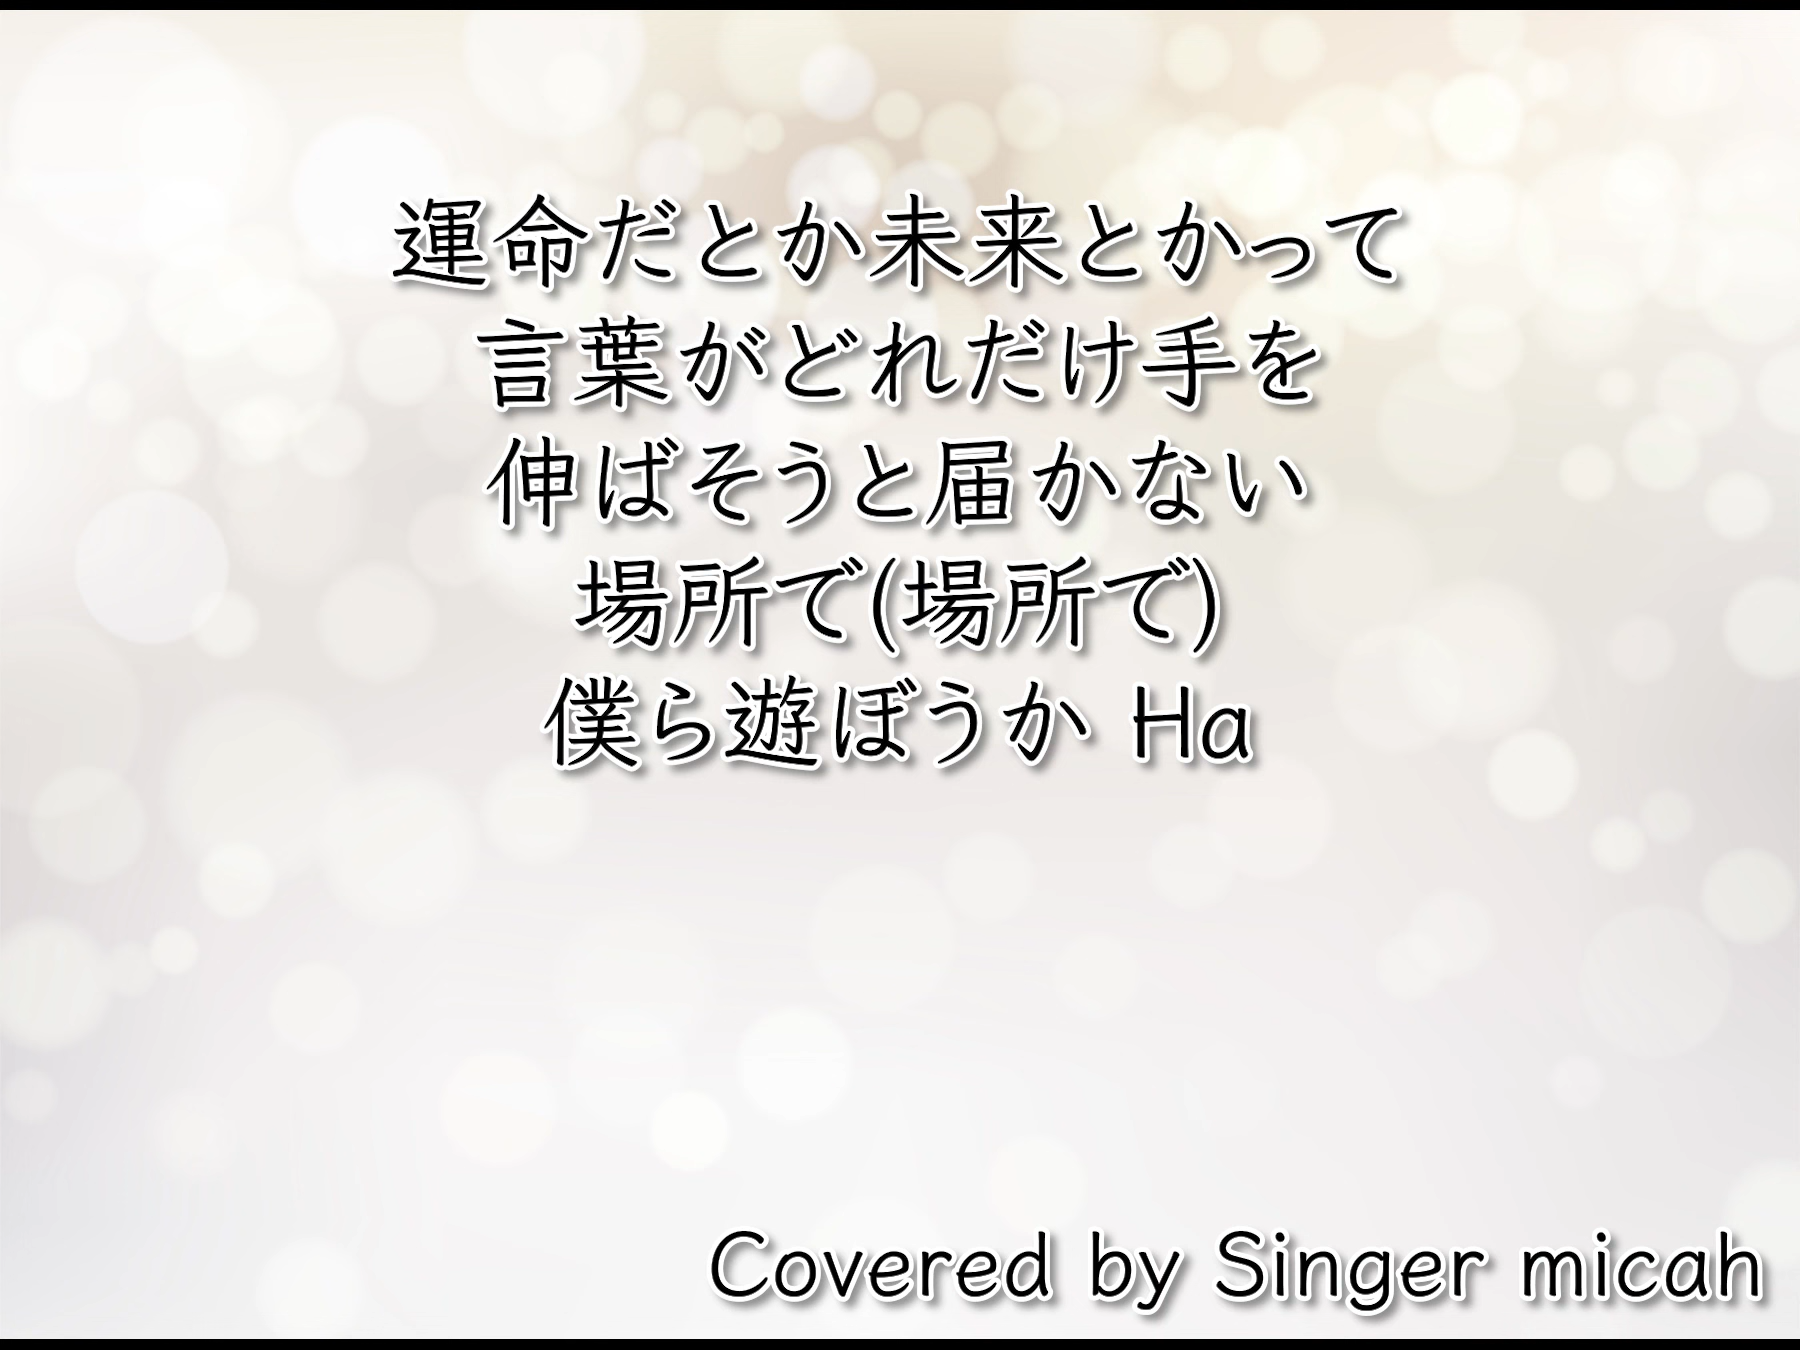 運命だとか未来とかって
言葉がどれだけ手を
伸ばそうと届かない
場所で(場所で)
僕ら遊ぼうか Ha
Covered by Singer micah